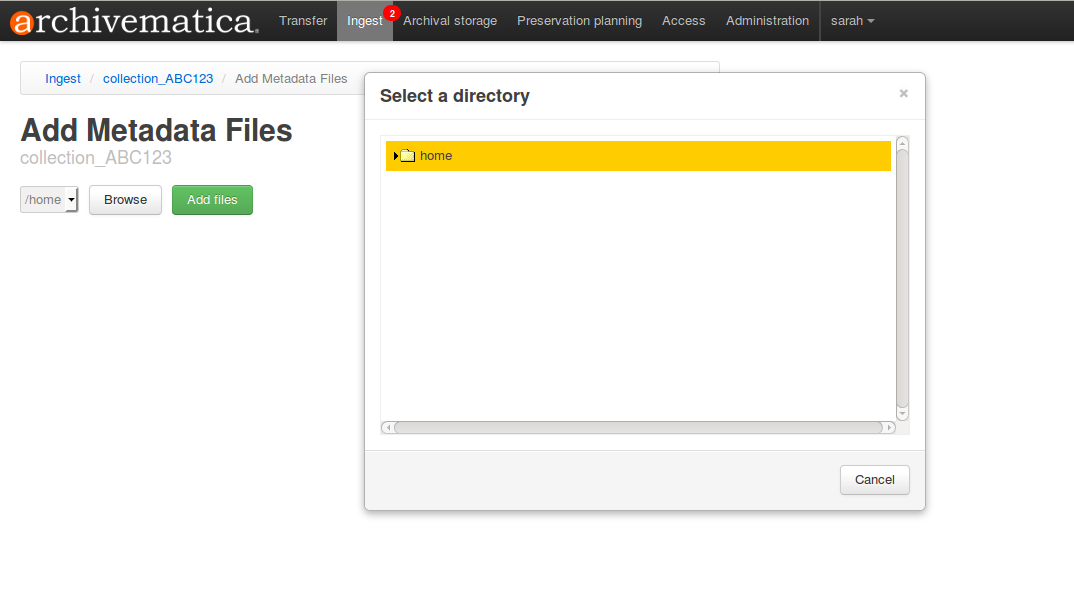 archivematica. Transfer Ingest 2 Archival storage Preservation planning Access Administration sarah
Ingest / collection_ABC123 / Add Metadata Files
Add Metadata Files
collection_ABC123
/home Browse Add files
Select a directory ×
home
Cancel